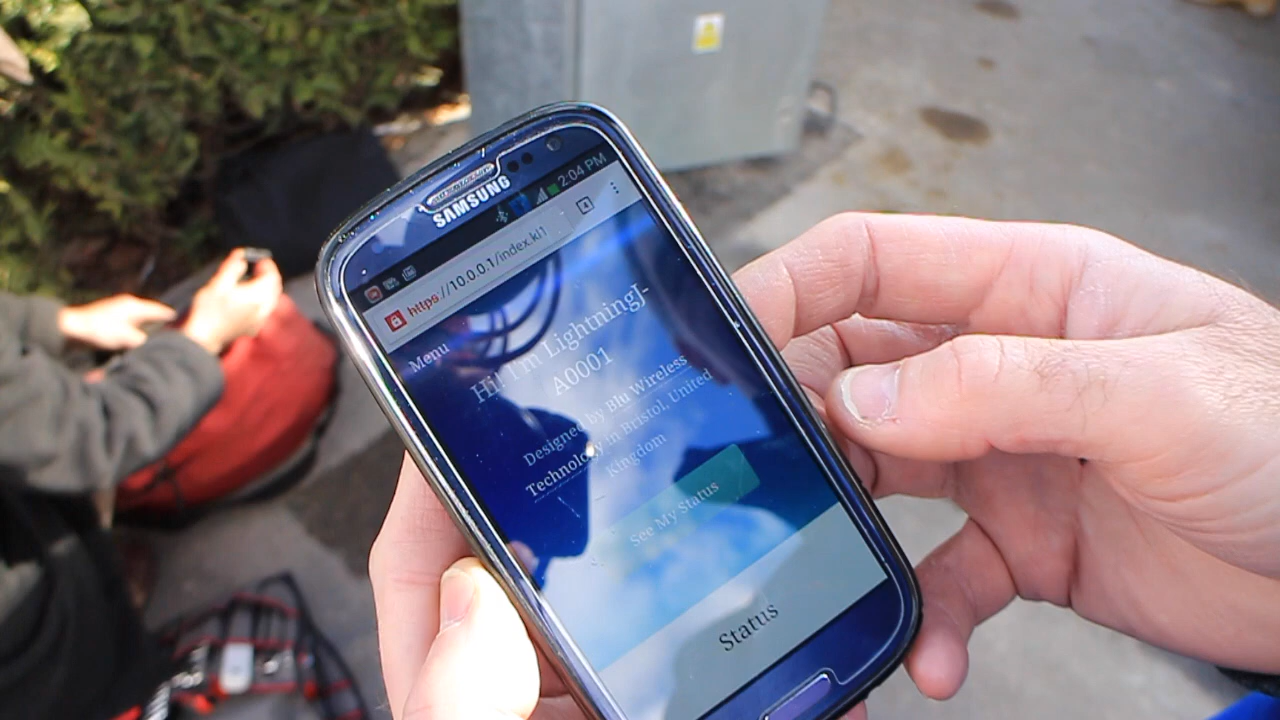 SAMSUNG
2:04 PM
https://10.0.0.1/index.kl1
Menu
Hi! I'm LightningJ-
A0001
Designed by Blu Wireless
Technology in Bristol, United
Kingdom
See My Status
Status